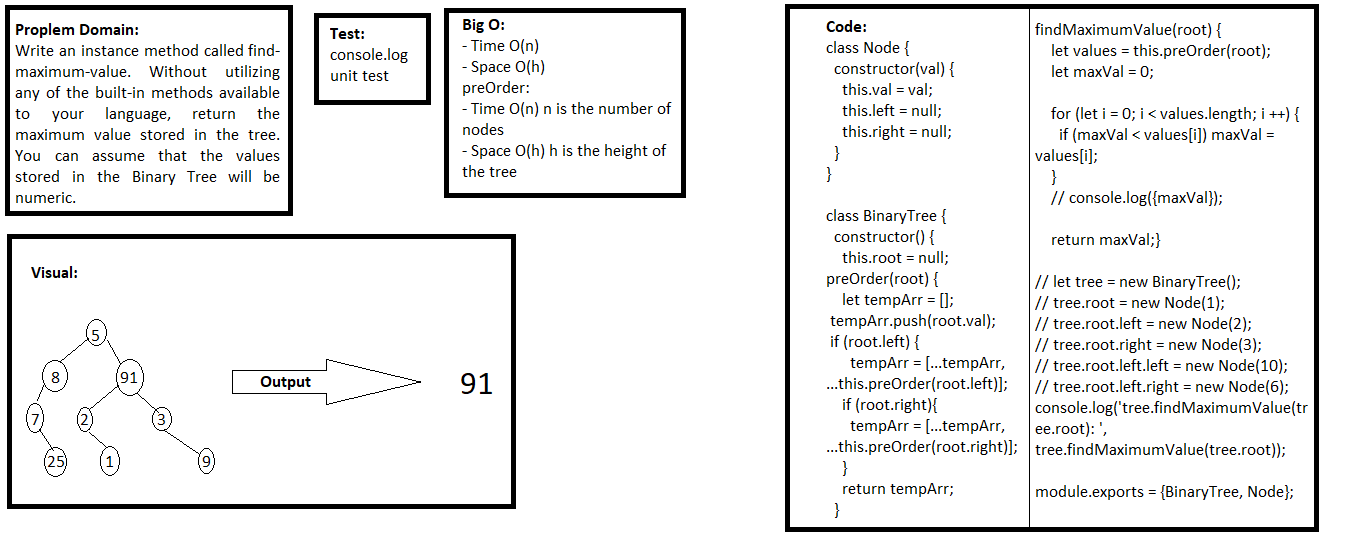 Proplem Domain:
Write an instance method called find-
maximum-value. Without utilizing
any of the built-in methods available
to your language, return the
maximum value stored in the tree.
You can assume that the values
stored in the Binary Tree will be
numeric.
Test:
console.log
unit test
Big O:
- Time O(n)
- Space O(h)
preOrder:
- Time O(n) n is the number of
nodes
- Space O(h) h is the height of
the tree
Visual:
5
8
91
7
2
3
25
1
9
Output
91
Code:
class Node {
constructor(val) {
this.val = val;
this.left = null;
this.right = null;
}
}
class BinaryTree {
constructor() {
this.root = null;
preOrder(root) {
let tempArr = [];
tempArr.push(root.val);
if (root.left) {
tempArr = [...tempArr,
...this.preOrder(root.left)];
if (root.right){
tempArr = [...tempArr,
...this.preOrder(root.right)];
}
return tempArr;
}
findMaximumValue(root) {
let values = this.preOrder(root);
let maxVal = 0;
for (let i = 0; i < values.length; i ++) {
if (maxVal < values[i]) maxVal =
values[i];
}
// console.log({maxVal});
return maxVal;}
// let tree = new BinaryTree();
// tree.root = new Node(1);
// tree.root.left = new Node(2);
// tree.root.right = new Node(3);
// tree.root.left.left = new Node(10);
// tree.root.left.right = new Node(6);
console.log('tree.findMaximumValue(tr
ee.root): ',
tree.findMaximumValue(tree.root));
module.exports = {BinaryTree, Node};